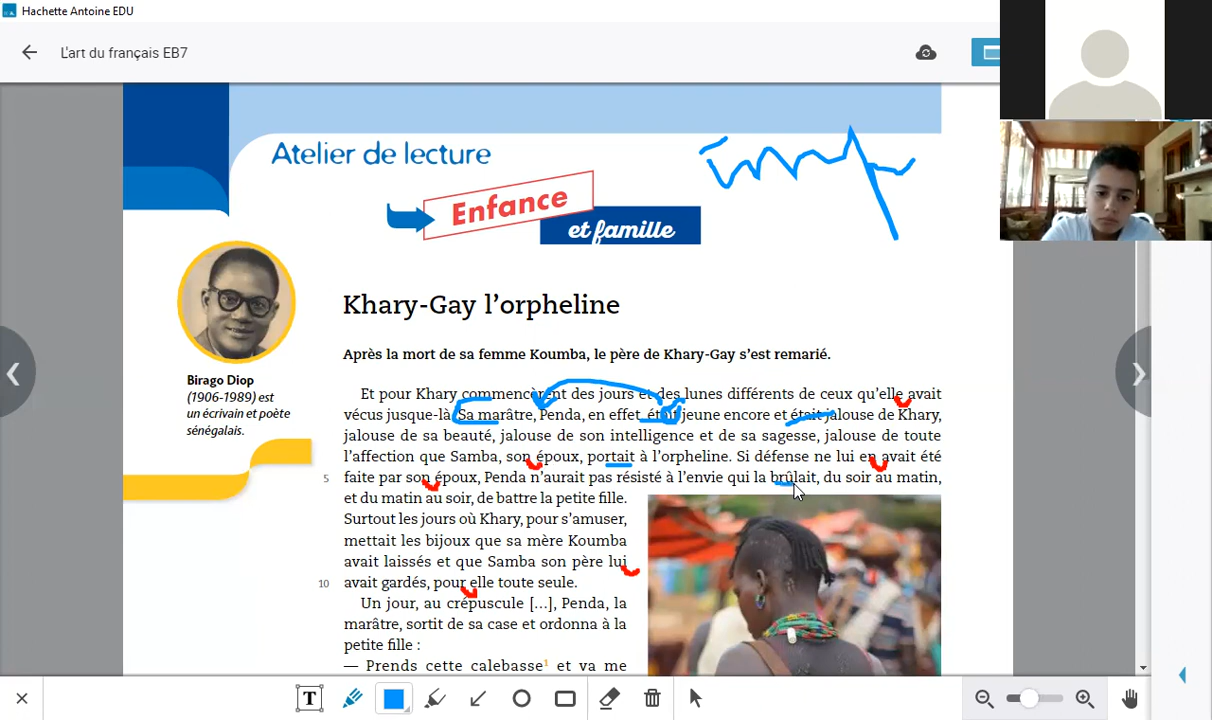 Hachette Antoine EDU
L'art du français EB7
Atelier de lecture
Enfance
et famille
Khary-Gay l'orpheline
Après la mort de sa femme Koumba, le père de Khary-Gay s'est remarié.
Birago Diop
(1906-1989) est
un écrivain et poète
sénégalais.
Et pour Khary commencèrent des jours et des lunes différents de ceux qu'elle avait
vécus jusque-là. Sa marâtre, Penda, en effet, était jeune encore et était jalouse de Khary,
jalouse de sa beauté, jalouse de son intelligence et de sa sagesse, jalouse de toute
l'affection que Samba, son époux, portait à l'orpheline. Si défense ne lui en avait été
5 faite par son époux, Penda n'aurait pas résisté à l'envie qui la brûlait, du soir au matin,
et du matin au soir, de battre la petite fille.
Surtout les jours où Khary, pour s'amuser,
mettait les bijoux que sa mère Koumba
avait laissés et que Samba son père lui
10 avait gardés, pour elle toute seule.
Un jour, au crépuscule [...], Penda, la
marâtre, sortit de sa case et ordonna à la
petite fille :
— Prends cette calebasse1 et va me
T